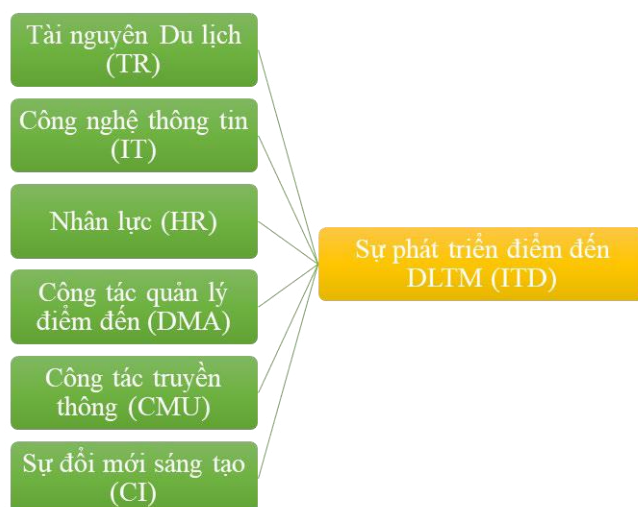 Tài nguyên Du lịch
(TR)
Công nghệ thông tin
(IT)
Nhân lực (HR)
Công tác quản lý
điểm đến (DMA)
Công tác truyền
thông (CMU)
Sự đổi mới sáng tạo
(CI)
Sự phát triển điểm đến
DLTM (ITD)